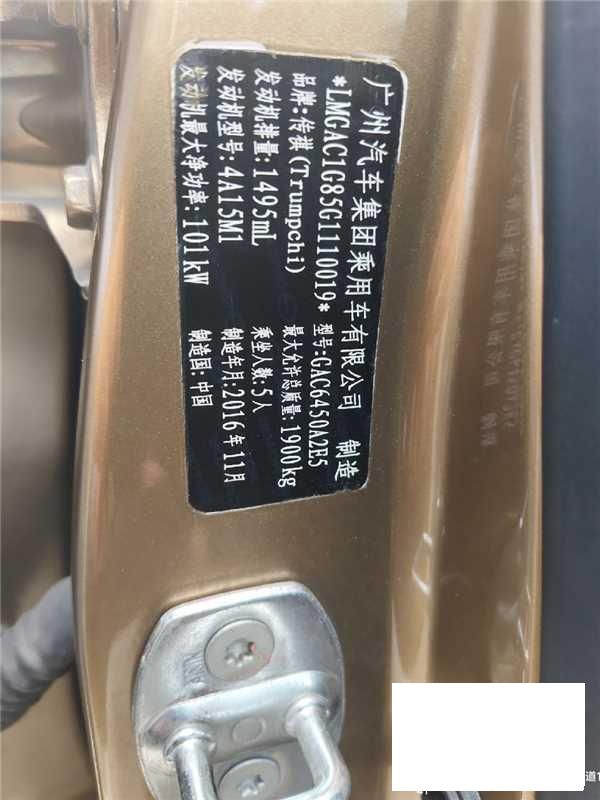 广州汽车集团乘用车有限公司 制造
*LMGAC1G85G1110019*
品牌:传祺(Trumpchi) 型号:GAC6450A2E5
发动机排量:1495mL 最大允许总质量:1900kg
发动机型号:4A15M1 乘坐人数:5人
发动机最大净功率:101kW 制造年月:2016年11月
制造国:中国
道1